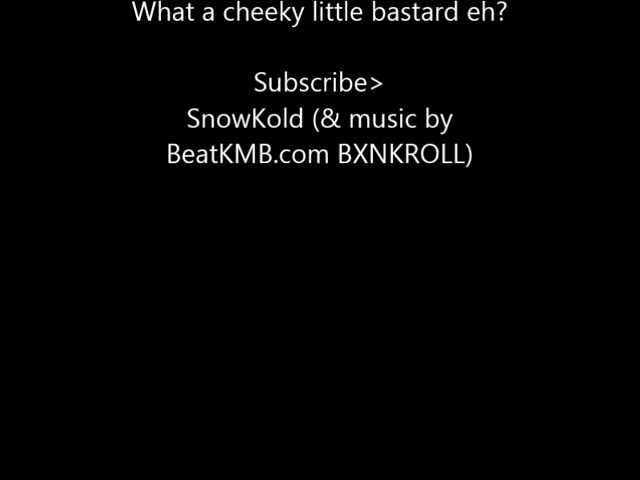 What a cheeky little bastard eh?
Subscribe>
SnowKold (& music by
BeatKMB.com BXNKROLL)